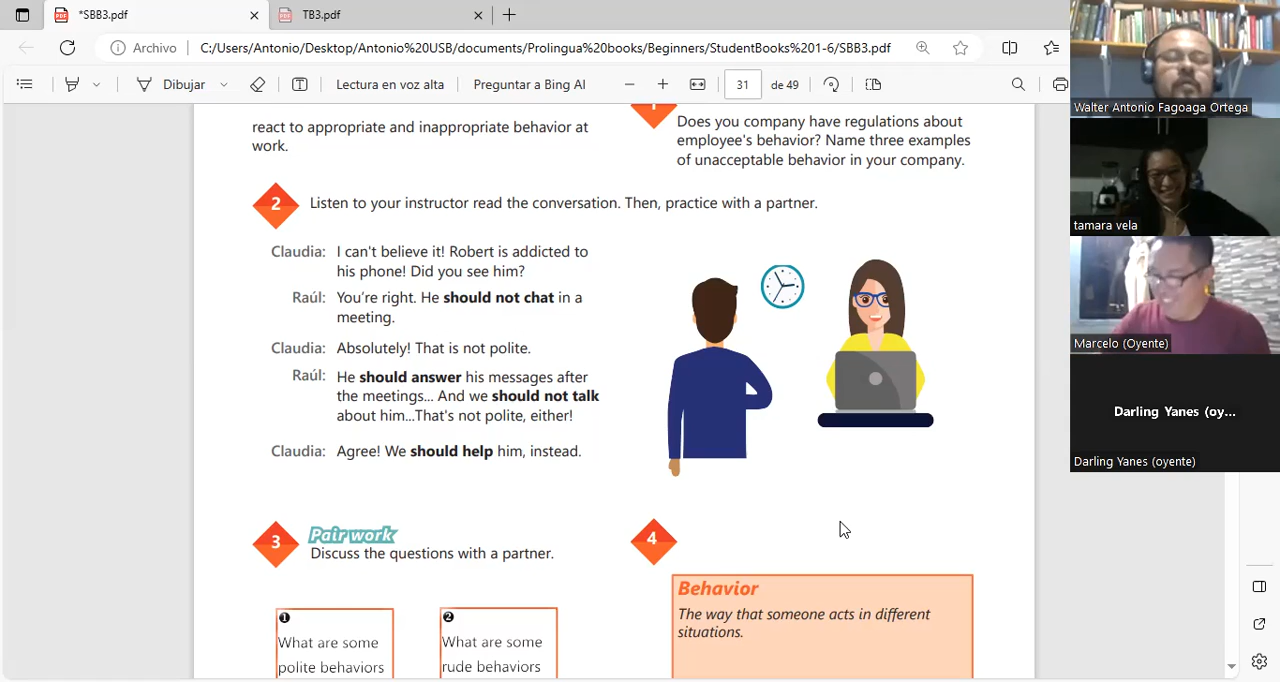 *SBB3.pdf
TB3.pdf
Archivo
C:/Users/Antonio/Desktop/Antonio%20USB/documents/Prolingua%20books/Beginners/StudentBooks%201-6/SBB3.pdf
Dibujar
Lectura en voz alta
Preguntar a Bing AI
31
de 49
react to appropriate and inappropriate behavior at
work.
1
Does you company have regulations about
employee's behavior? Name three examples
of unacceptable behavior in your company.
2
Listen to your instructor read the conversation. Then, practice with a partner.
Claudia: I can't believe it! Robert is addicted to
his phone! Did you see him?
Raúl: You're right. He should not chat in a
meeting.
Claudia: Absolutely! That is not polite.
Raúl: He should answer his messages after
the meetings... And we should not talk
about him...That's not polite, either!
Claudia: Agree! We should help him, instead.
3
Pair work
Discuss the questions with a partner.
❶
What are some
polite behaviors
❷
What are some
rude behaviors
4
Behavior
The way that someone acts in different
situations.
Walter Antonio Fagoaga Ortega
tamara vela
Marcelo (Oyente)
Darling Yanes (oy...
Darling Yanes (oyente)